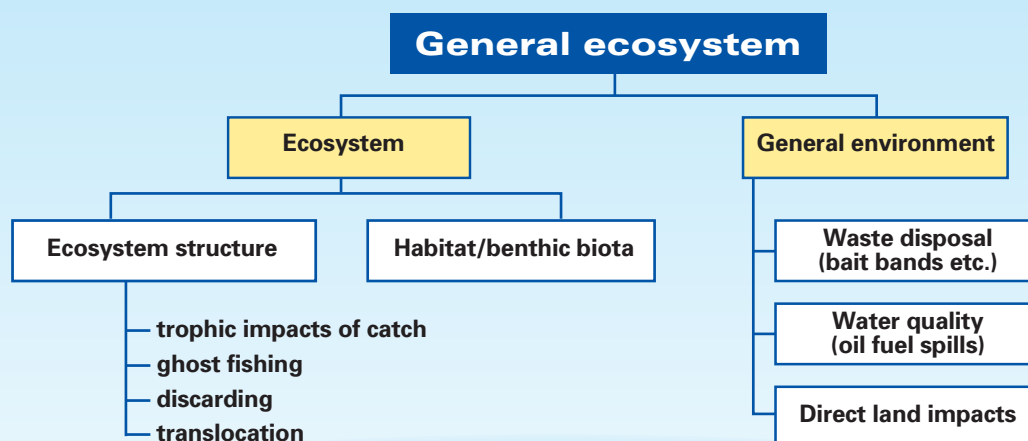 General ecosystem
Ecosystem
General environment
Ecosystem structure
Habitat/benthic biota
trophic impacts of catch
ghost fishing
discarding
translocation
Waste disposal
(bait bands etc.)
Water quality
(oil fuel spills)
Direct land impacts